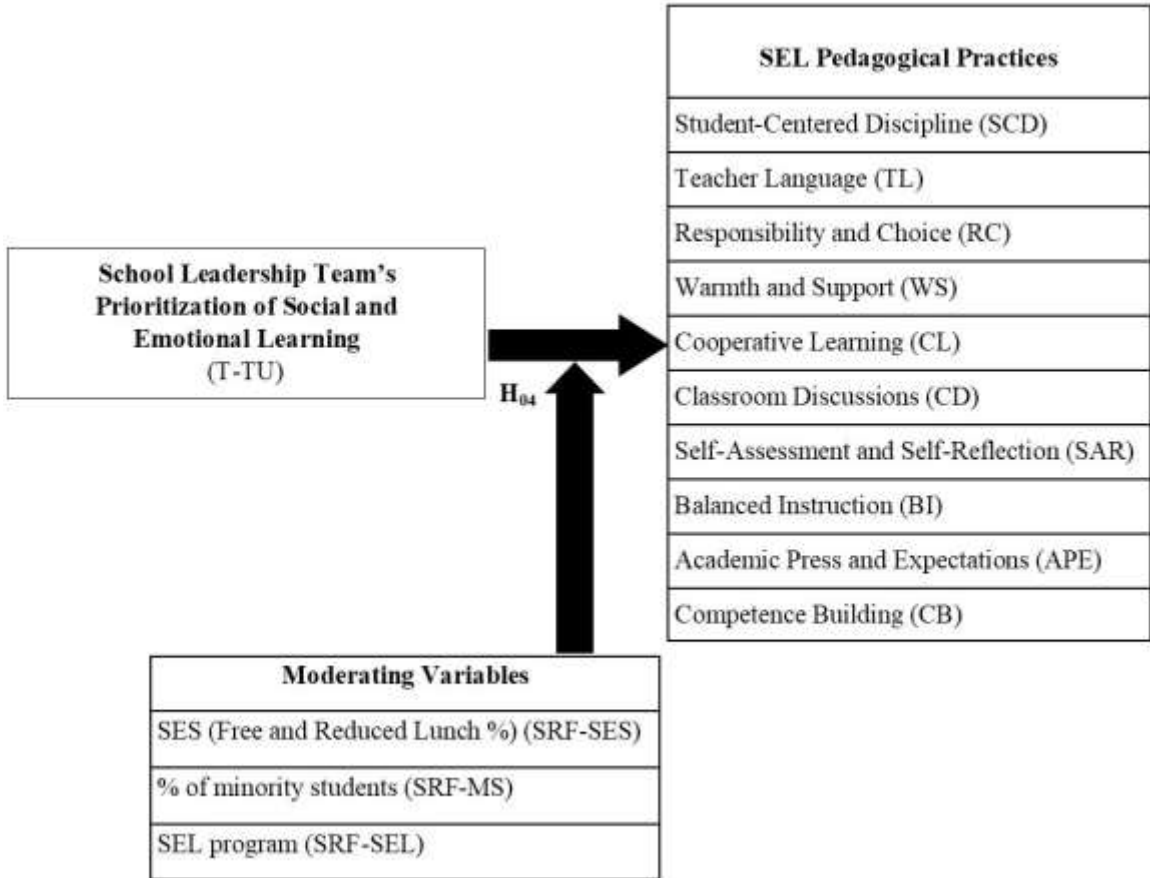 School Leadership Team’s
Prioritization of Social and
Emotional Learning
(T-TU)
H04
SEL Pedagogical Practices
Student-Centered Discipline (SCD)
Teacher Language (TL)
Responsibility and Choice (RC)
Warmth and Support (WS)
Cooperative Learning (CL)
Classroom Discussions (CD)
Self-Assessment and Self-Reflection (SAR)
Balanced Instruction (BI)
Academic Press and Expectations (APE)
Competence Building (CB)
Moderating Variables
SES (Free and Reduced Lunch %) (SRF-SES)
% of minority students (SRF-MS)
SEL program (SRF-SEL)